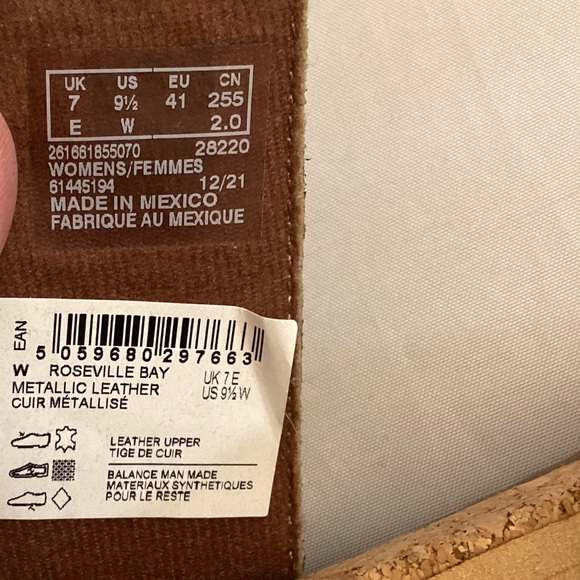 UK US EU CN
7 9½ 41 255
E W 2.0
261661855070 28220
WOMENS/FEMMES
61445194 12/21
MADE IN MEXICO
FABRIQUÉ AU MEXIQUE
EAN
5 059680 297663
W ROSEVILLE BAY
METALLIC LEATHER
CUIR MÉTALLISÉ
UK 7 E
US 9½ W
LEATHER UPPER
TIGE DE CUIR
BALANCE MAN MADE
MATERIAUX SYNTHETIQUES
POUR LE RESTE